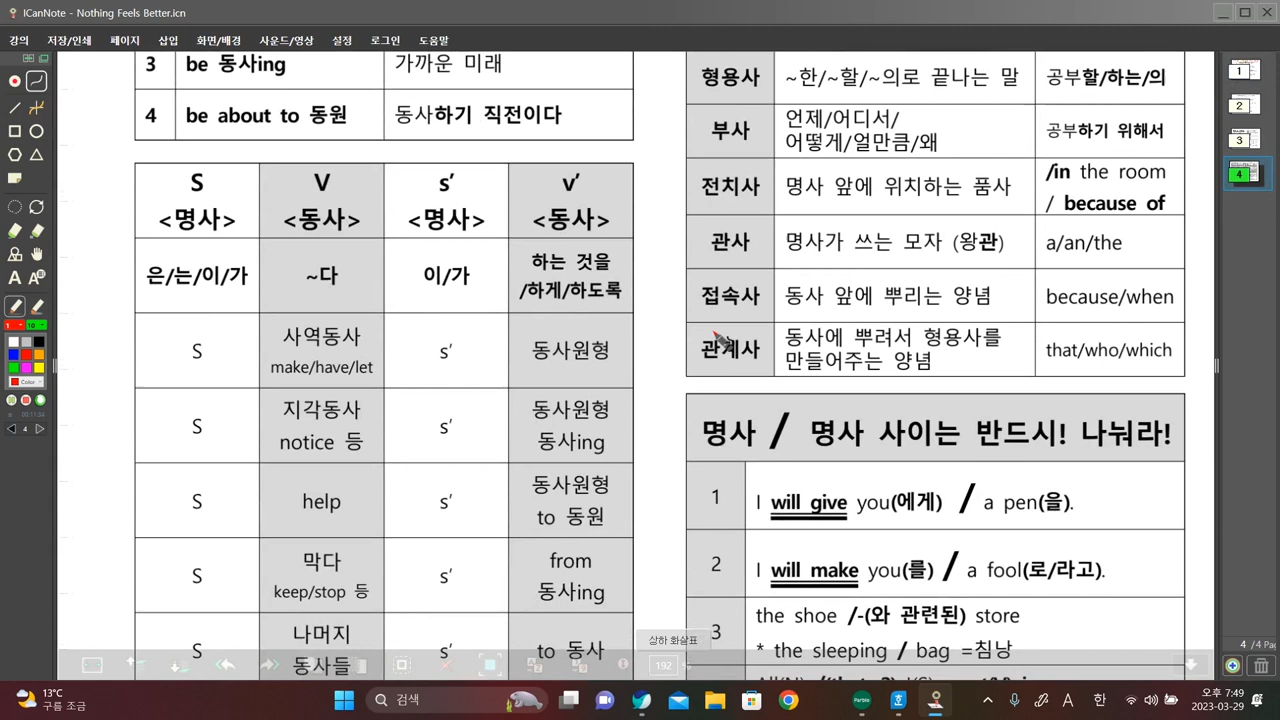 ICanNote - Nothing Feels Better.icn
강의 저장/인쇄 페이지 삽입 화면/배경 사운드/영상 설정 로그인 도움말
3 be 동사ing 가까운 미래
4 be about to 동원 동사하기 직전이다
S V s′ v′
<명사> <동사> <명사> <동사>
은/는/이/가 ~다 이/가 하는 것을
/하게/하도록
S 사역동사 s′ 동사원형
make/have/let
S 지각동사 s′ 동사원형
notice 등 동사ing
S help s′ 동사원형
to 동원
S 막다 s′ from
keep/stop 등 동사ing
S 나머지 s′ to 동사
동사들
형용사 ~한/~할/~의로 끝나는 말 공부할/하는/의
부사 언제/어디서/ 공부하기 위해서
어떻게/얼만큼/왜
전치사 명사 앞에 위치하는 품사 /in the room
/ because of
관사 명사가 쓰는 모자 (왕관) a/an/the
접속사 동사 앞에 뿌리는 양념 because/when
관계사 동사에 뿌려서 형용사를 that/who/which
만들어주는 양념
명사 / 명사 사이는 반드시! 나눠라!
1 I will give you(에게) / a pen(을).
2 I will make you(를) / a fool(로/라고).
3 the shoe /-(와 관련된) store
* the sleeping / bag =침낭
상하 화살표
192
1
2
3
4
4 /4 Pag
Color
4
13°C
구름 조금
검색
Parblo
A 한
오후 7:49
2023-03-29